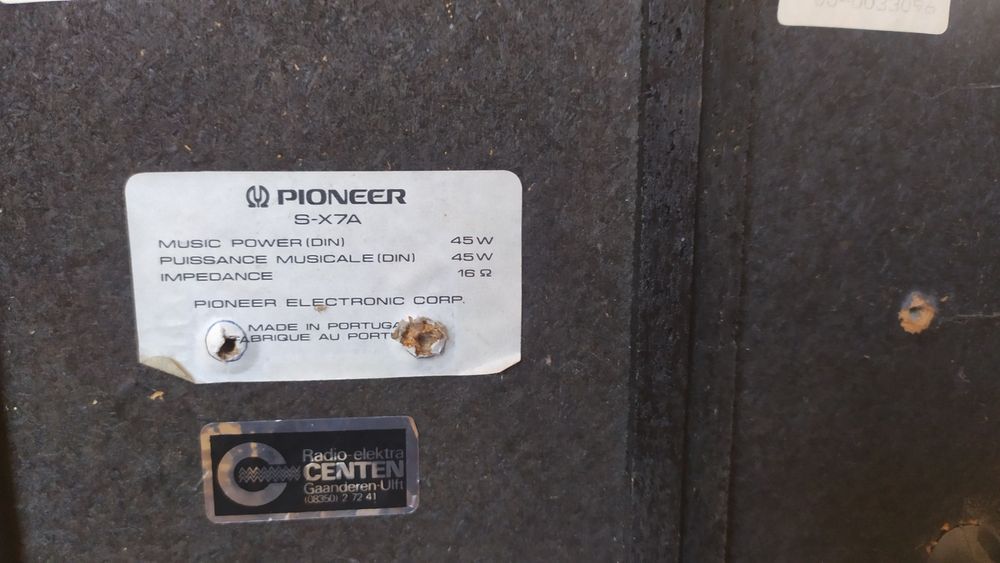 PIONEER
S-X7A
MUSIC POWER (DIN) 45 W
PUISSANCE MUSICALE (DIN) 45 W
IMPEDANCE 16 Ω
PIONEER ELECTRONIC CORP.
MADE IN PORTUGA
FABRIQUE AU PORT
Radio-elektra
CENTEN
Gaanderen-Ulft
(08350) 2 72 41